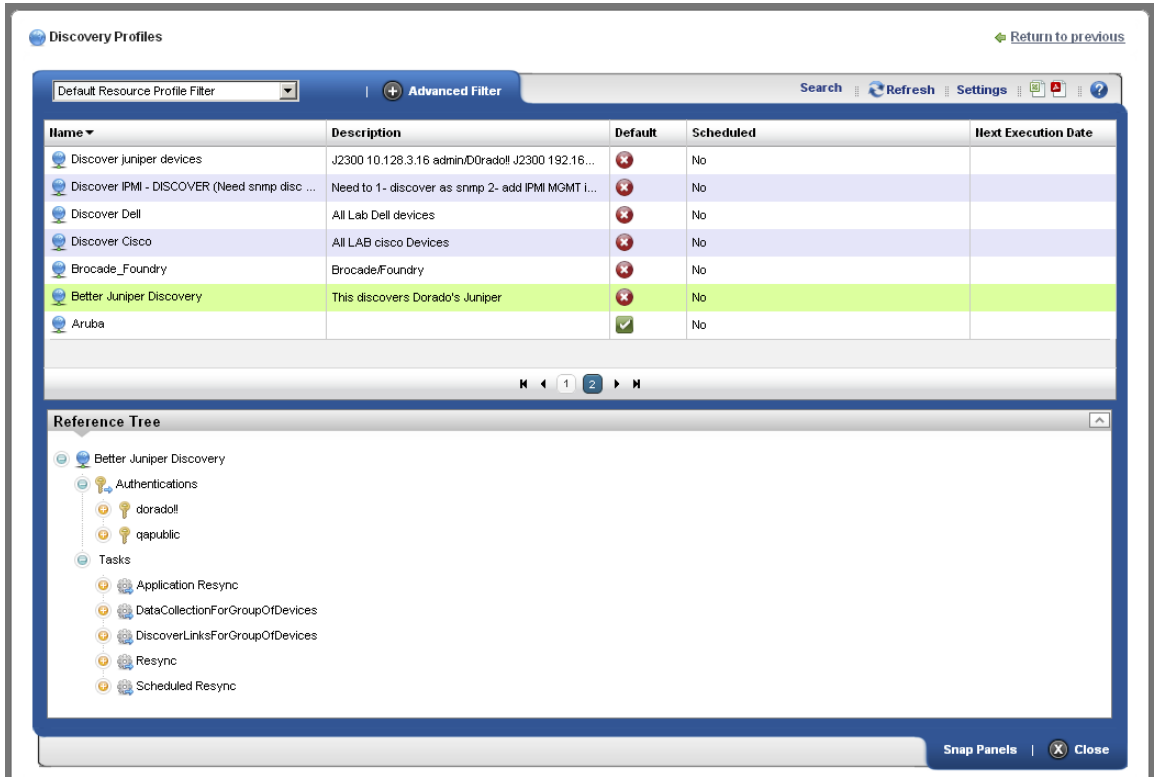 Discovery Profiles
Return to previous
Default Resource Profile Filter | Advanced Filter
Search Refresh Settings ?
Name Description Default Scheduled Next Execution Date
Discover juniper devices J2300 10.128.3.16 admin/D0rado!! J2300 192.16... No
Discover IPMI - DISCOVER (Need snmp disc ... Need to 1- discover as snmp 2- add IPMI MGMT i... No
Discover Dell All Lab Dell devices No
Discover Cisco All LAB cisco Devices No
Brocade_Foundry Brocade/Foundry No
Better Juniper Discovery This discovers Dorado's Juniper No
Aruba No
1 2
Reference Tree
Better Juniper Discovery
Authentications
dorado!!
qapublic
Tasks
Application Resync
DataCollectionForGroupOfDevices
DiscoverLinksForGroupOfDevices
Resync
Scheduled Resync
Snap Panels | X Close